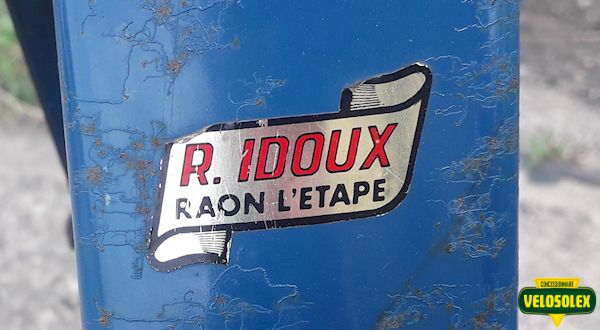 R. IDOUX
RAON L'ETAPE
CONCESSIONNAIRE
VELOSOLEX